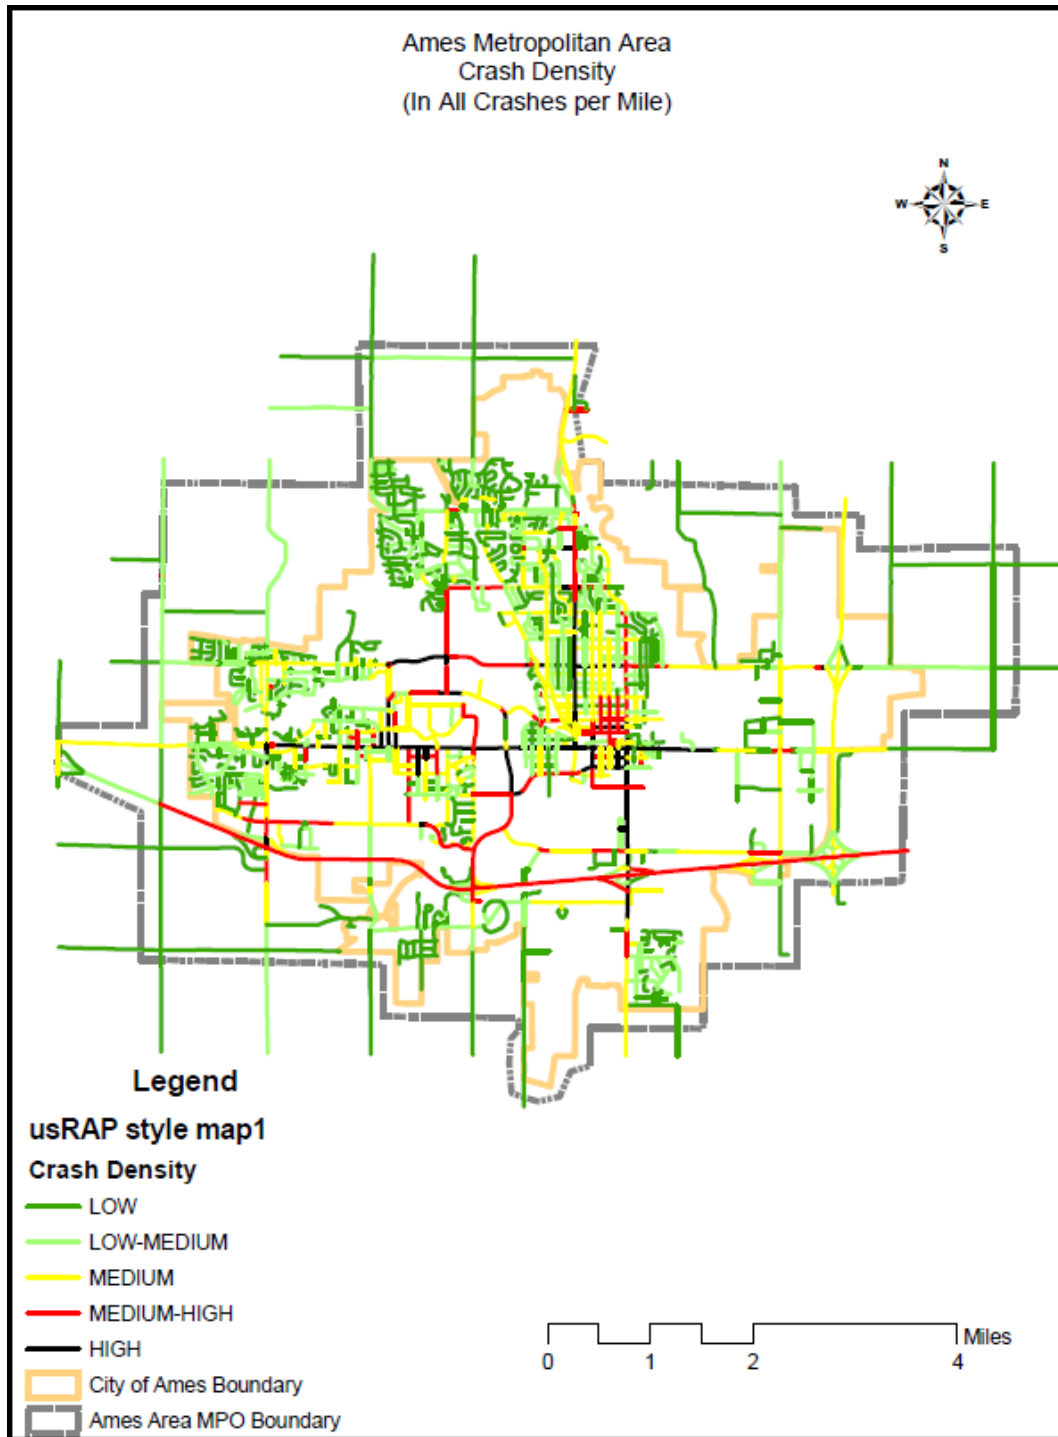 Ames Metropolitan Area
Crash Density
(In All Crashes per Mile)
N
W E
S
Legend
usRAP style map1
Crash Density
LOW
LOW-MEDIUM
MEDIUM
MEDIUM-HIGH
HIGH
City of Ames Boundary
Ames Area MPO Boundary
Miles
0 1 2 4